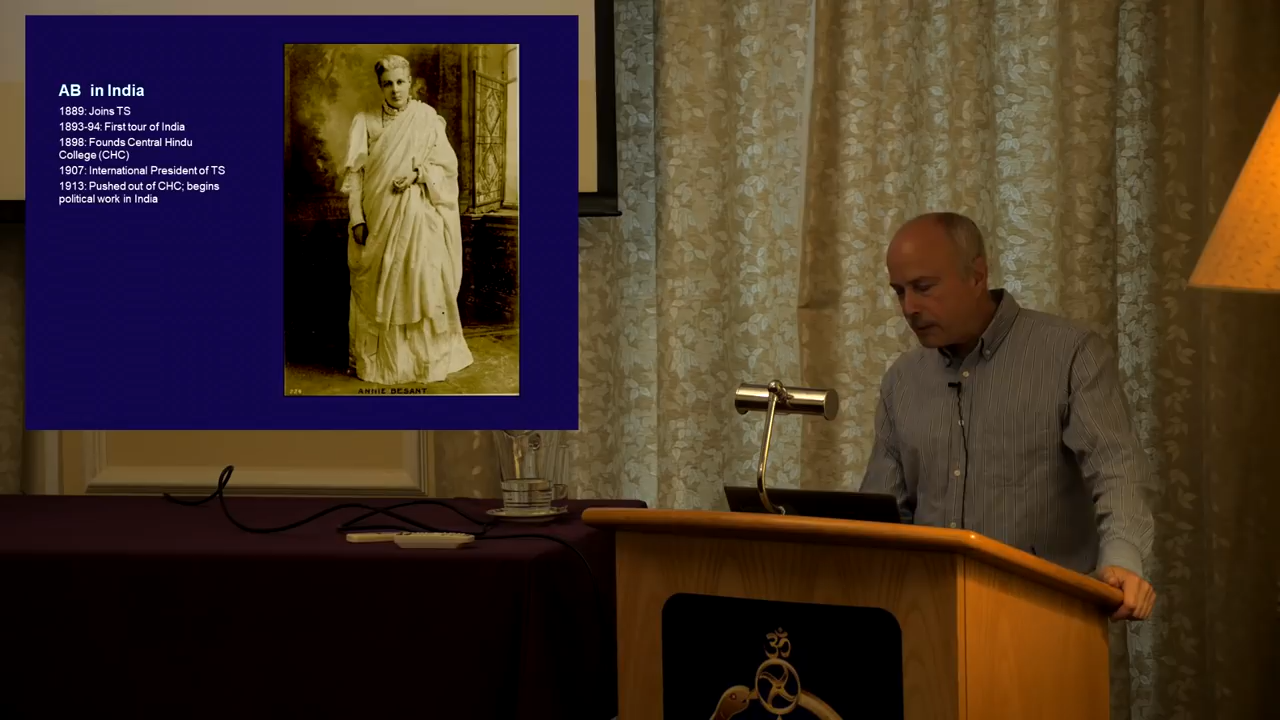 AB in India
1889: Joins TS
1893-94: First tour of India
1898: Founds Central Hindu
College (CHC)
1907: International President of TS
1913: Pushed out of CHC; begins
political work in India
ANNIE BESANT
ॐ